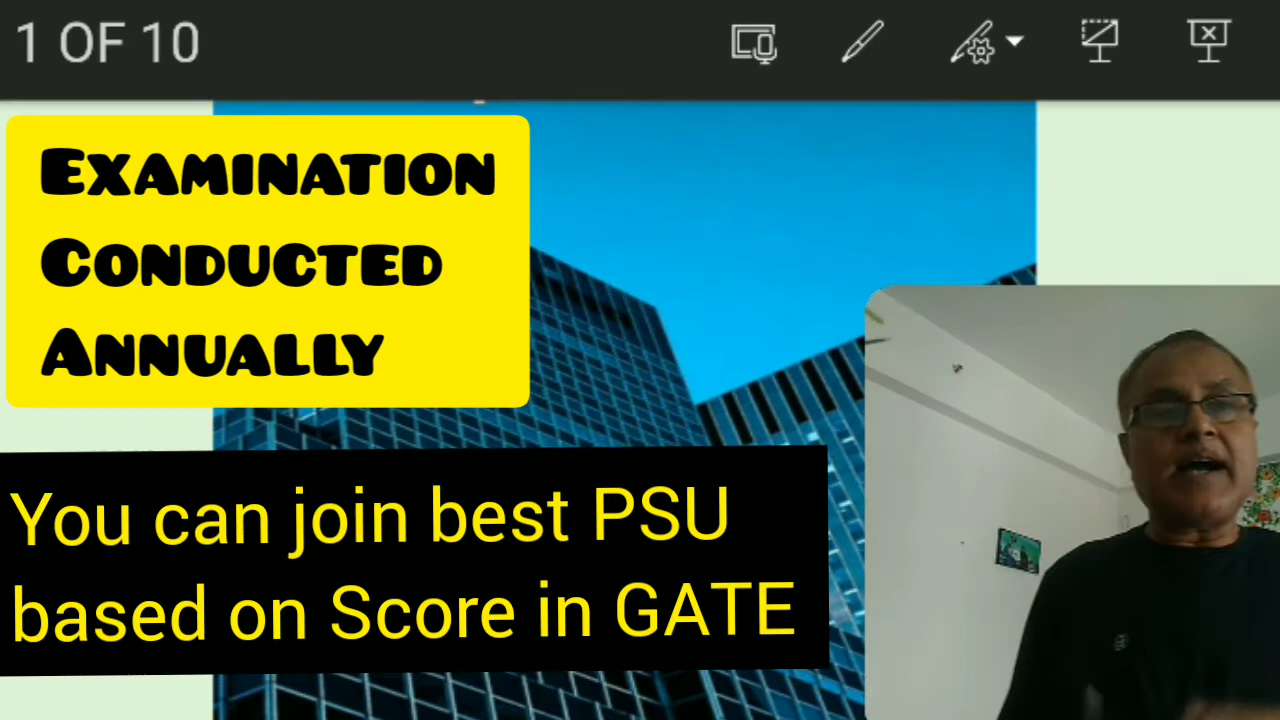 1 OF 10
EXAMINATION
CONDUCTED
ANNUALLY
You can join best PSU
based on Score in GATE